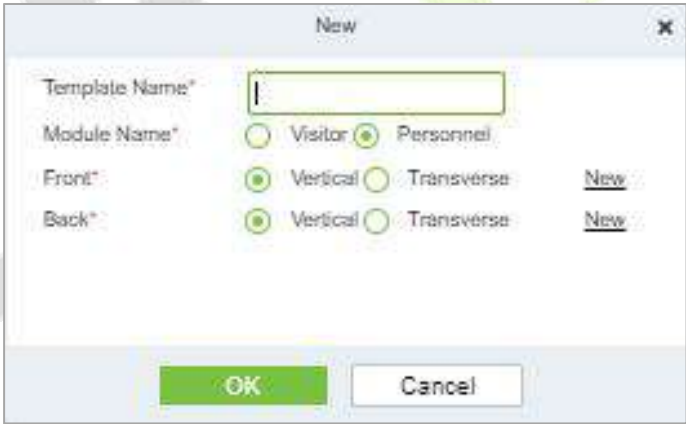 New
Template Name*
Module Name* Visitor Personnel
Front* Vertical Transverse New
Back* Vertical Transverse New
OK Cancel